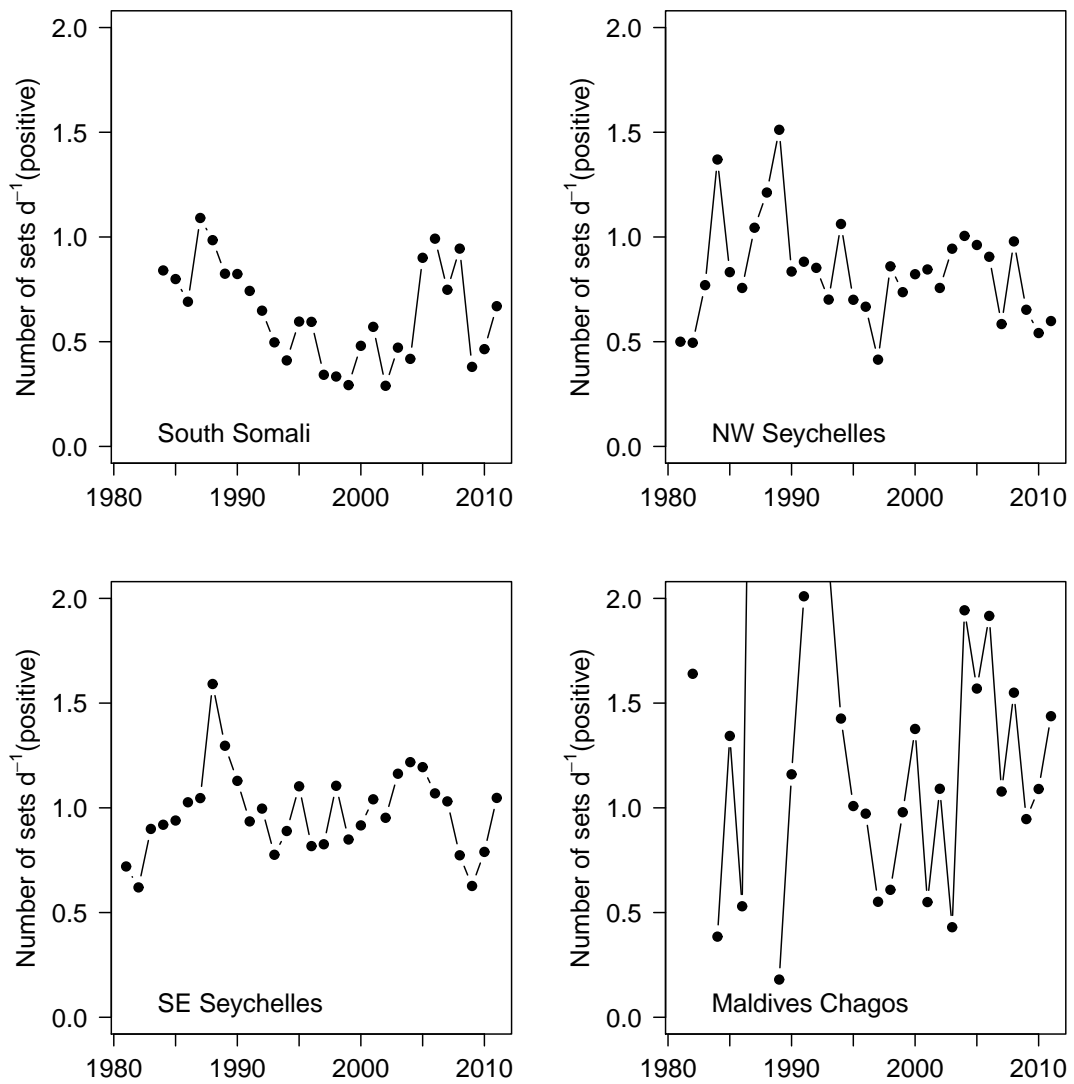 Number of sets d⁻¹(positive)
2.0
1.5
1.0
0.5
0.0
South Somali
1980 1990 2000 2010
Number of sets d⁻¹(positive)
2.0
1.5
1.0
0.5
0.0
NW Seychelles
1980 1990 2000 2010
Number of sets d⁻¹(positive)
2.0
1.5
1.0
0.5
0.0
SE Seychelles
1980 1990 2000 2010
Number of sets d⁻¹(positive)
2.0
1.5
1.0
0.5
0.0
Maldives Chagos
1980 1990 2000 2010